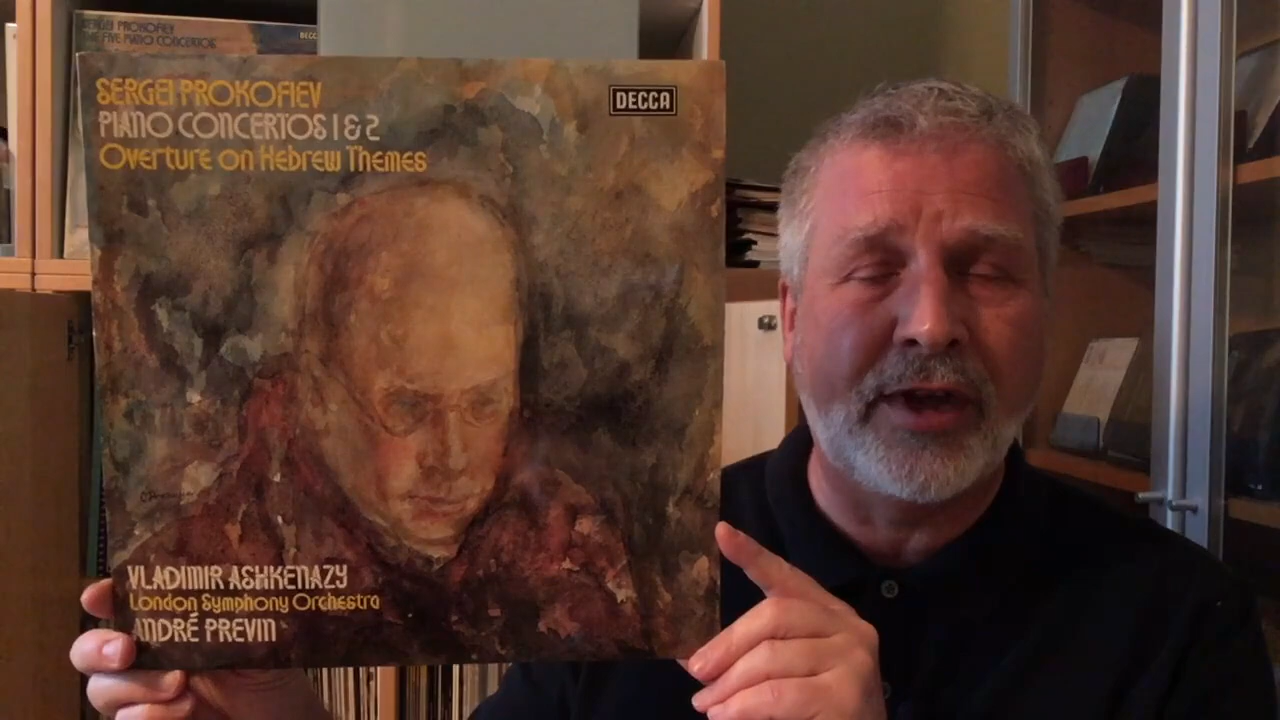 SERGEI PROKOFIEV
THE FIVE PIANO CONCERTOS
DECC
SERGEI PROKOFIEV
PIANO CONCERTOS 1 & 2
Overture on Hebrew Themes
DECCA
VLADIMIR ASHKENAZY
London Symphony Orchestra
ANDRÉ PREVIN